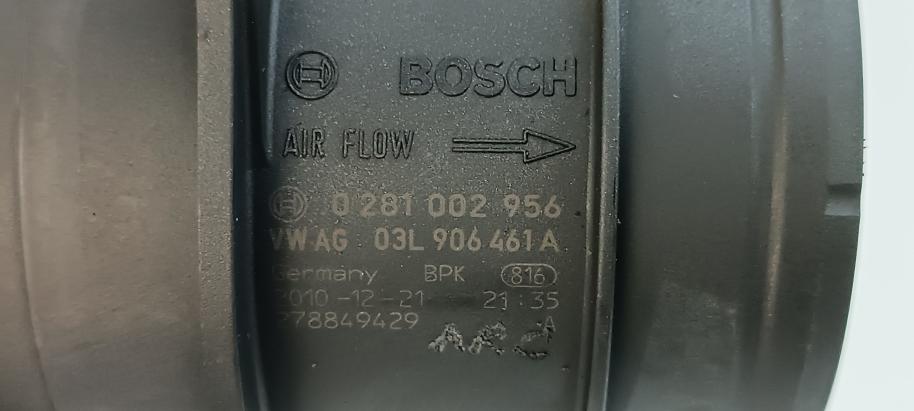 BOSCH
AIR FLOW
0 281 002 956
VW AG 03L 906 461 A
Germany BPK 816
2010-12-21 21:35
278849429 A